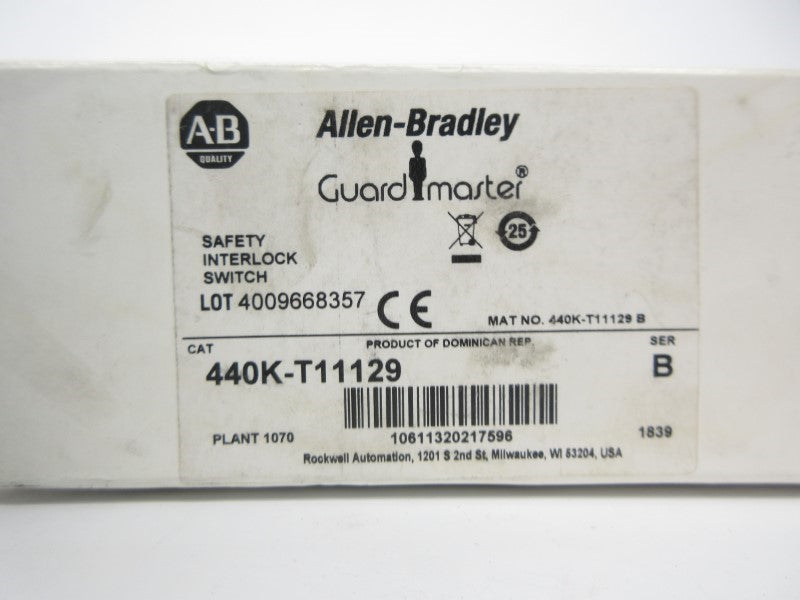 A-B
QUALITY
Allen-Bradley
Guardmaster®
25
SAFETY
INTERLOCK
SWITCH
LOT 4009668357
CE
MAT NO. 440K-T11129 B
CAT
PRODUCT OF DOMINICAN REP.
SER
440K-T11129
B
PLANT 1070
10611320217596
1839
Rockwell Automation, 1201 S 2nd St, Milwaukee, WI 53204, USA